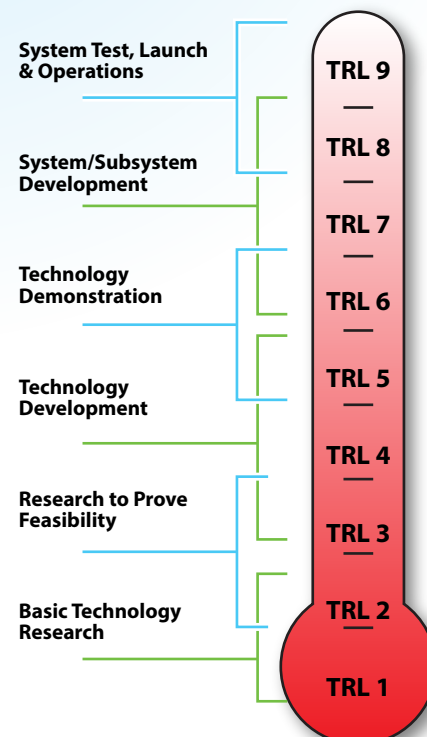 System Test, Launch
& Operations
System/Subsystem
Development
Technology
Demonstration
Technology
Development
Research to Prove
Feasibility
Basic Technology
Research
TRL 9
TRL 8
TRL 7
TRL 6
TRL 5
TRL 4
TRL 3
TRL 2
TRL 1